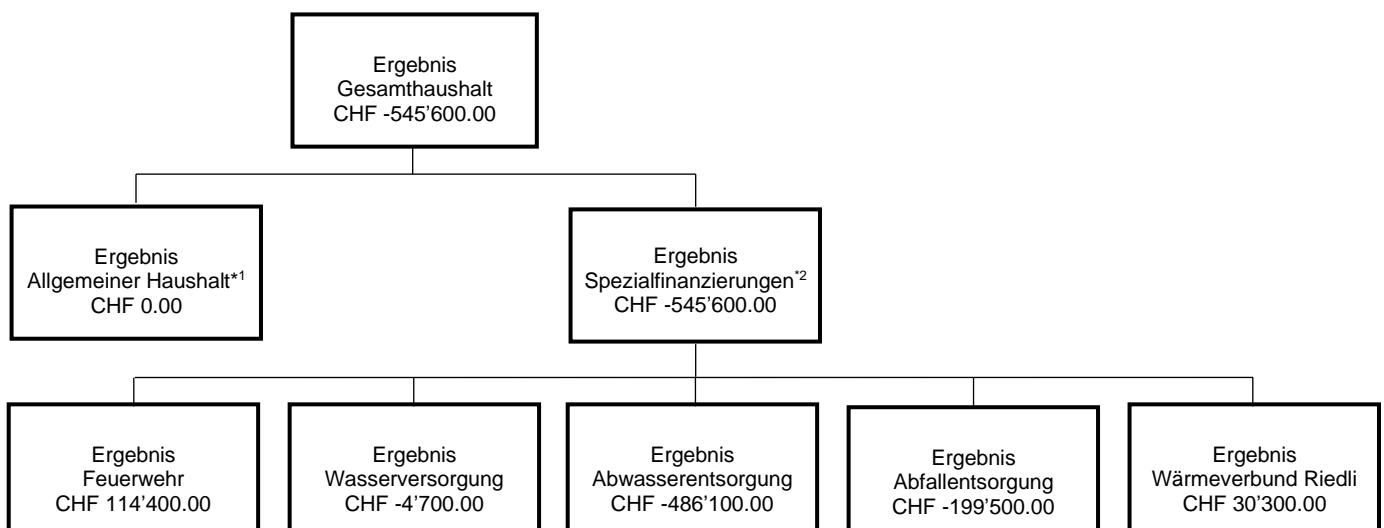 Ergebnis
Gesamthaushalt
CHF -545’600.00
Ergebnis
Allgemeiner Haushalt*1
CHF 0.00
Ergebnis
Spezialfinanzierungen*2
CHF -545’600.00
Ergebnis
Feuerwehr
CHF 114’400.00
Ergebnis
Wasserversorgung
CHF -4’700.00
Ergebnis
Abwasserentsorgung
CHF -486’100.00
Ergebnis
Abfallentsorgung
CHF -199’500.00
Ergebnis
Wärmeverbund Riedli
CHF 30’300.00